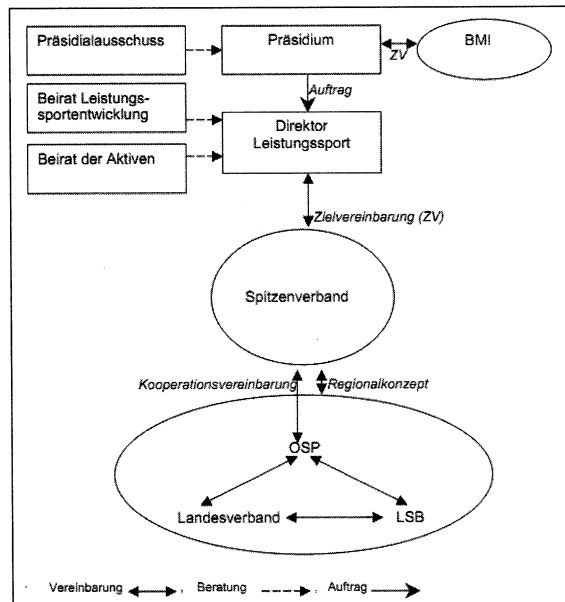 Präsidialausschuss
Präsidium
BMI
ZV
Auftrag
Beirat Leistungs-
sportentwicklung
Direktor
Leistungssport
Beirat der Aktiven
Zielvereinbarung (ZV)
Spitzenverband
Kooperationsvereinbarung
Regionalkonzept
OSP
Landesverband
LSB
Vereinbarung , Beratung , Auftrag